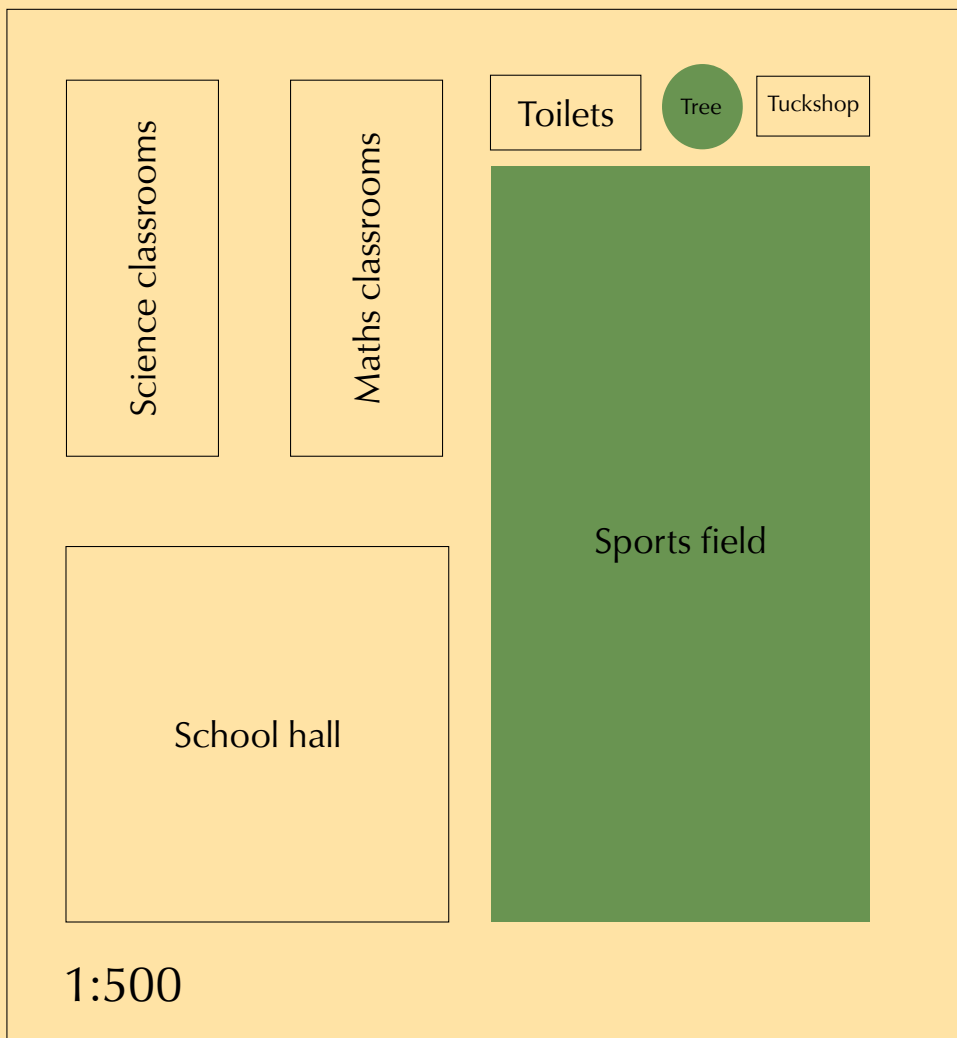 Science classrooms
Maths classrooms
Toilets
Tree
Tuckshop
Sports field
School hall
1:500